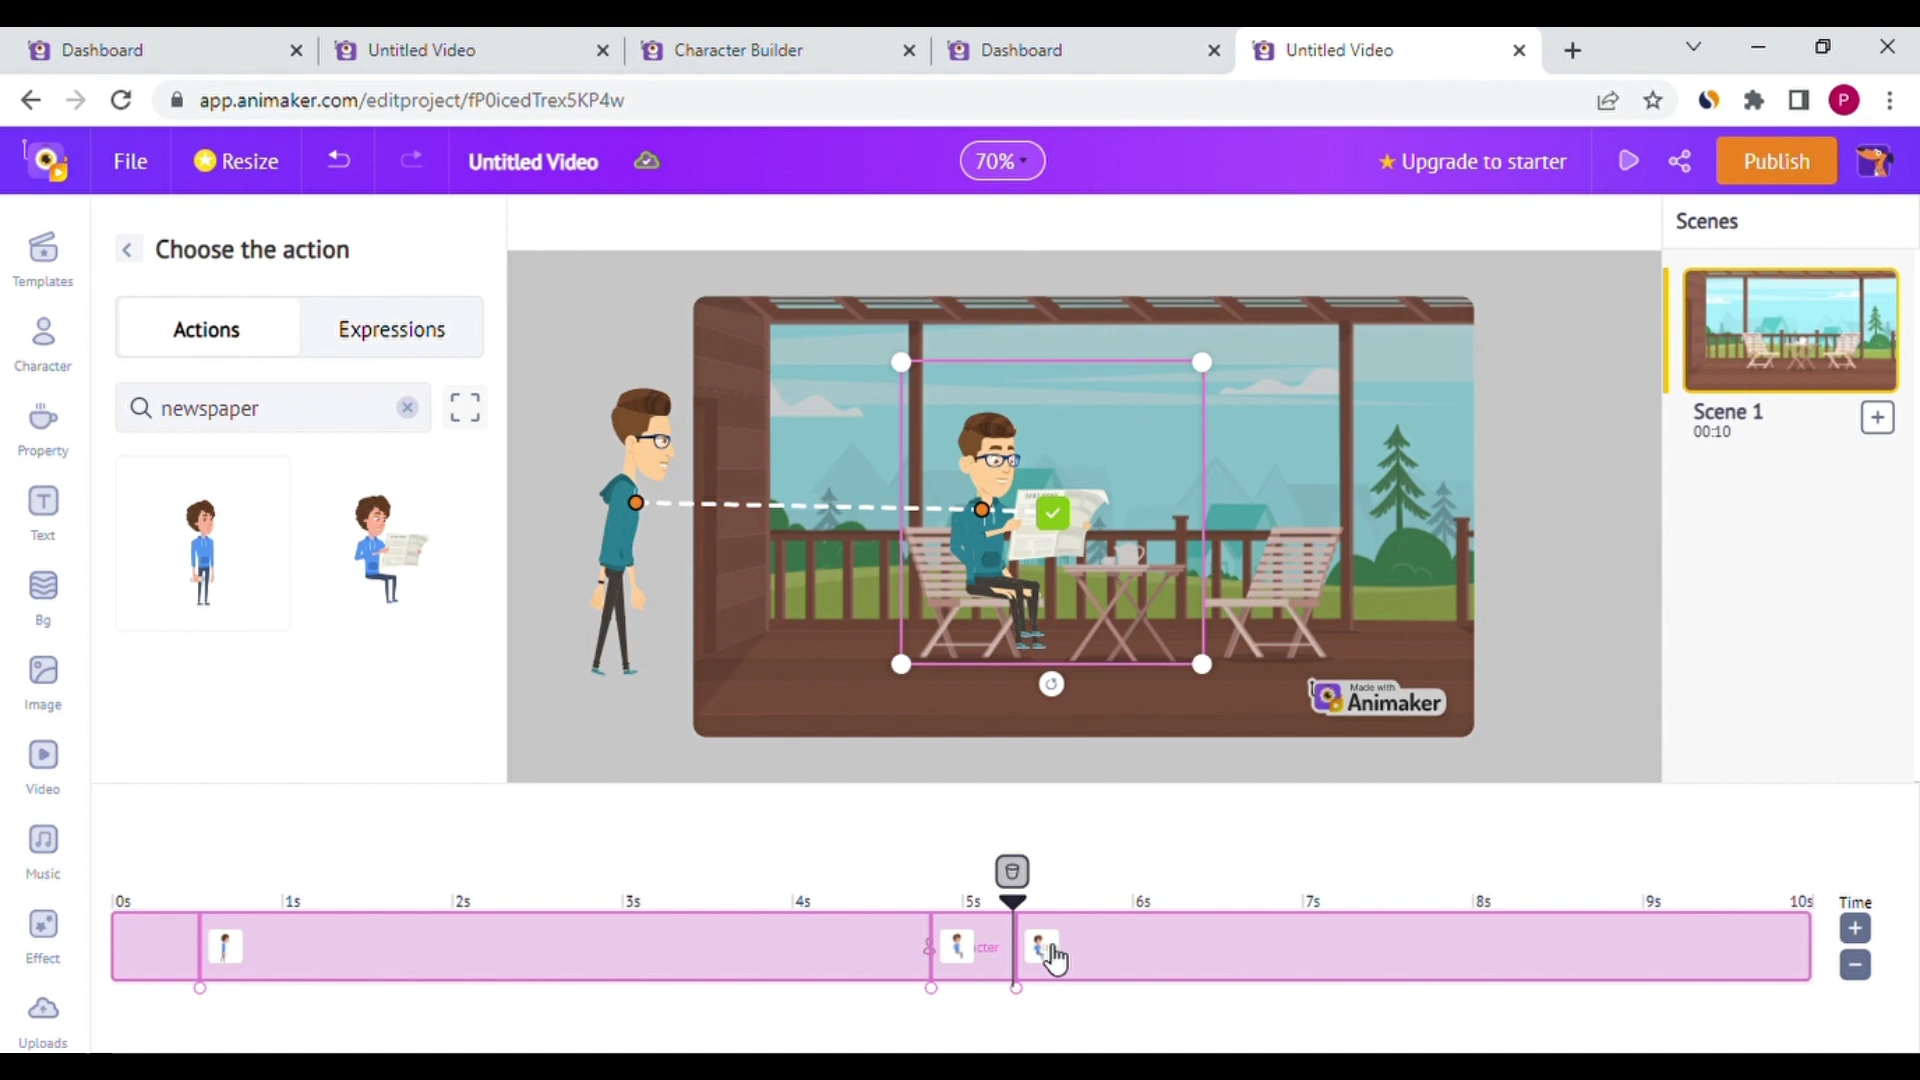 Dashboard
Untitled Video
Character Builder
Dashboard
Untitled Video
app.animaker.com/editproject/fP0icedTrex5KP4w
P
File
Resize
Untitled Video
70%
Upgrade to starter
Publish
Templates
Character
Property
Text
Bg
Image
Video
Music
Effect
Uploads
Choose the action
Actions
Expressions
newspaper
Made with
Animaker
Scenes
Scene 1
00:10
0s
1s
2s
3s
4s
5s
6s
7s
8s
9s
10s
Time
cter